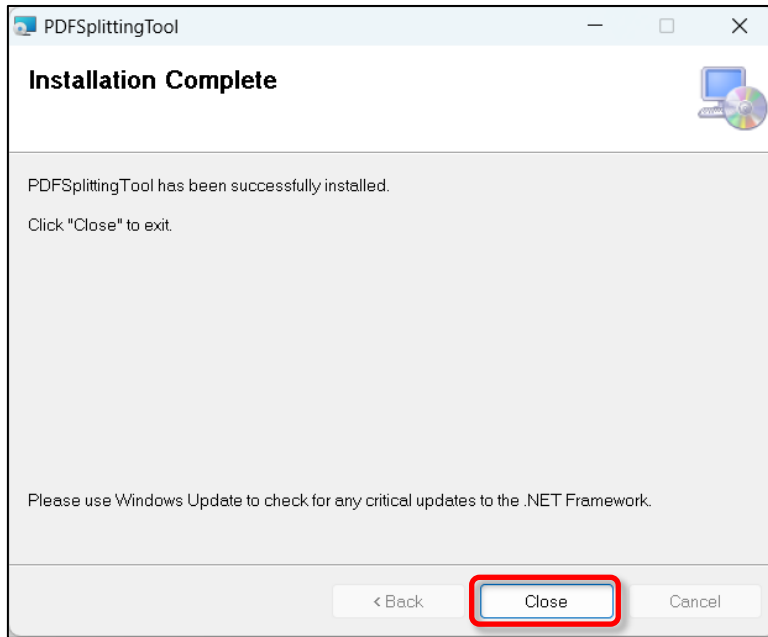 PDFSplittingTool
Installation Complete
PDFSplittingTool has been successfully installed.
Click "Close" to exit.
Please use Windows Update to check for any critical updates to the .NET Framework.
< Back
Close
Cancel